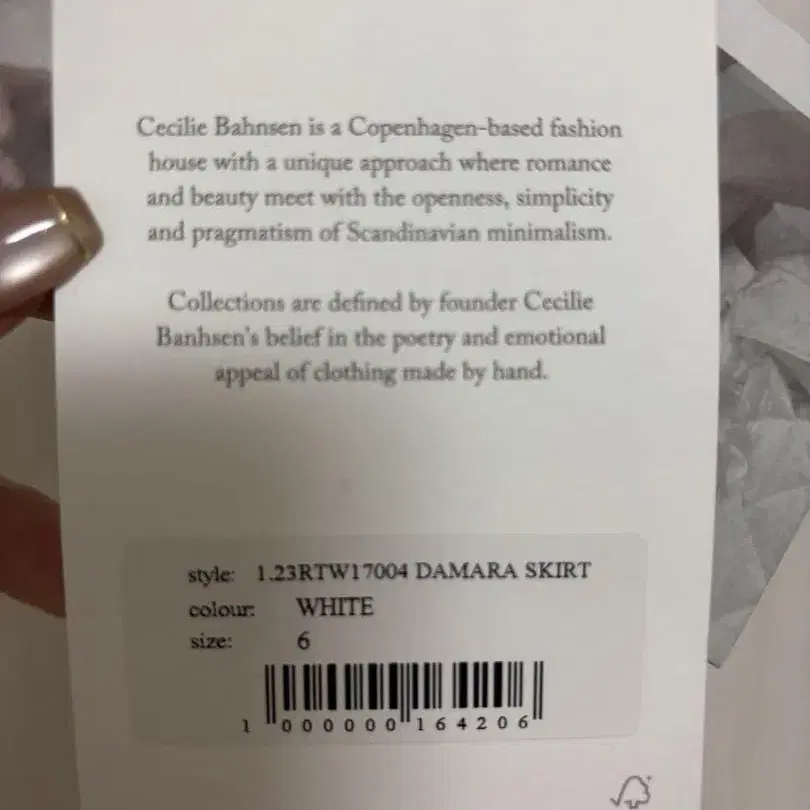 Cecilie Bahnsen is a Copenhagen-based fashion
house with a unique approach where romance
and beauty meet with the openness, simplicity
and pragmatism of Scandinavian minimalism.
Collections are defined by founder Cecilie
Banhsen's belief in the poetry and emotional
appeal of clothing made by hand.
style: 1.23RTW17004 DAMARA SKIRT
colour: WHITE
size: 6
1 000000 164206